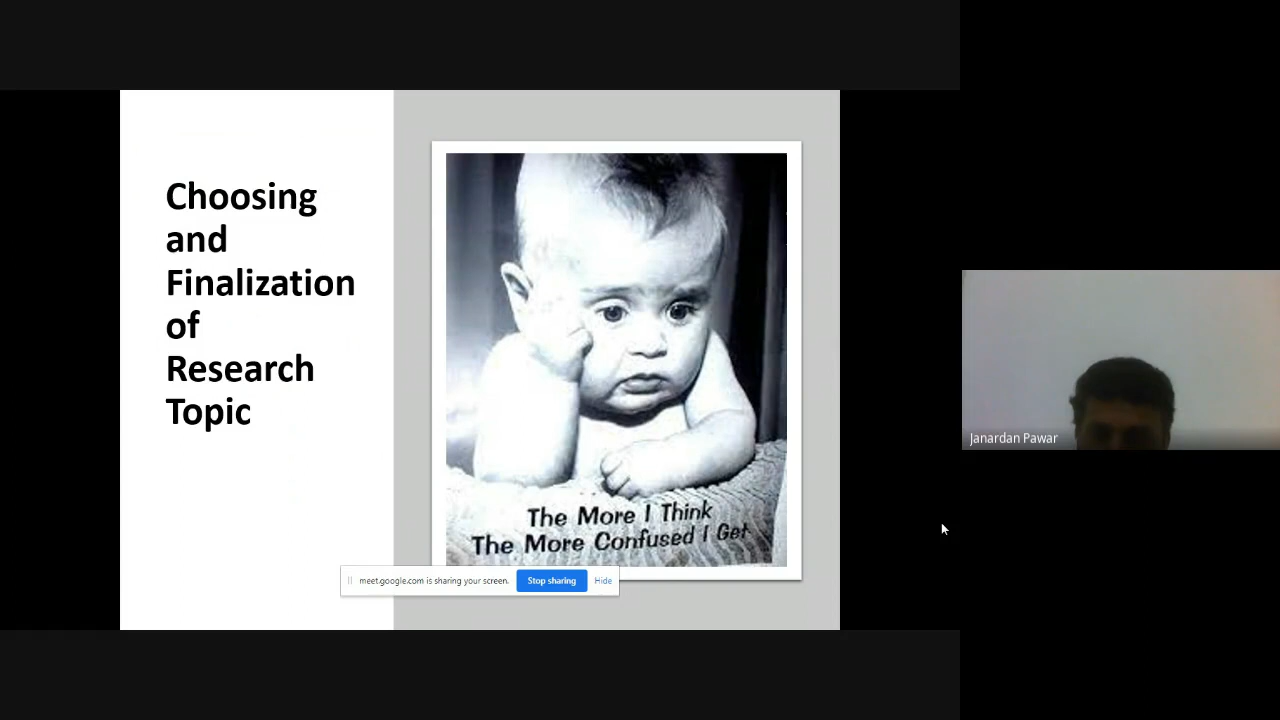 Choosing
and
Finalization
of
Research
Topic
The More I Think
The More Confused I Get
meet.google.com is sharing your screen.
Stop sharing
Hide
Janardan Pawar